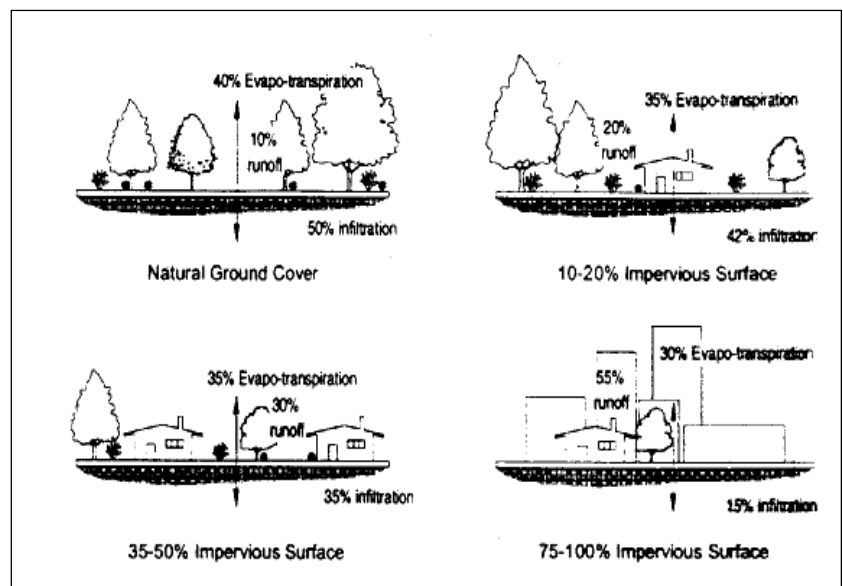 40% Evapo-transpiration
10%
runoff
50% infiltration
Natural Ground Cover
35% Evapo-transpiration
20%
runoff
42% infiltration
10-20% Impervious Surface
35% Evapo-transpiration
30%
runoff
35% infiltration
35-50% Impervious Surface
30% Evapo-transpiration
55%
runoff
15% infiltration
75-100% Impervious Surface